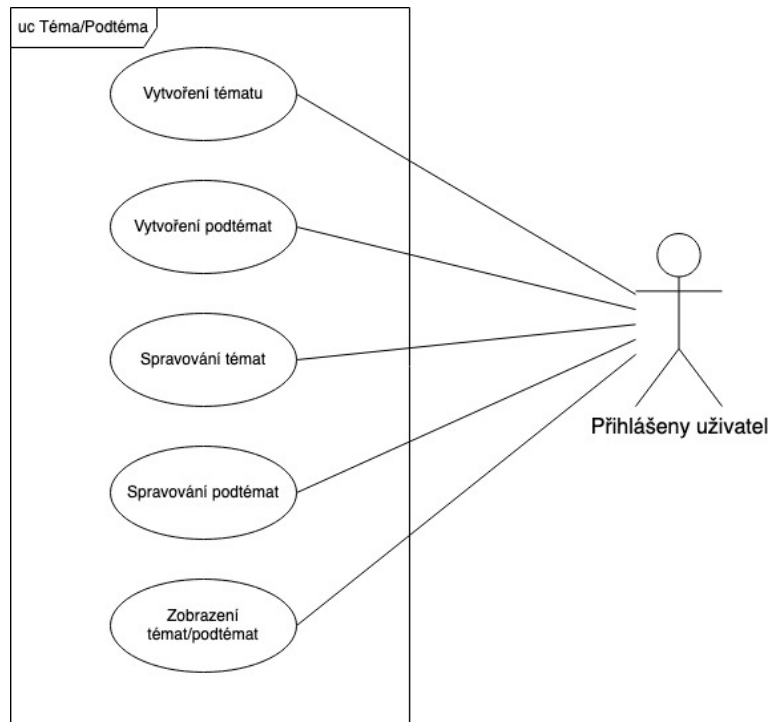 uc Téma/Podtéma
Vytvoření tématu
Vytvoření podtémat
Spravování témat
Spravování podtémat
Zobrazení
témat/podtémat
Přihlášeny uživatel